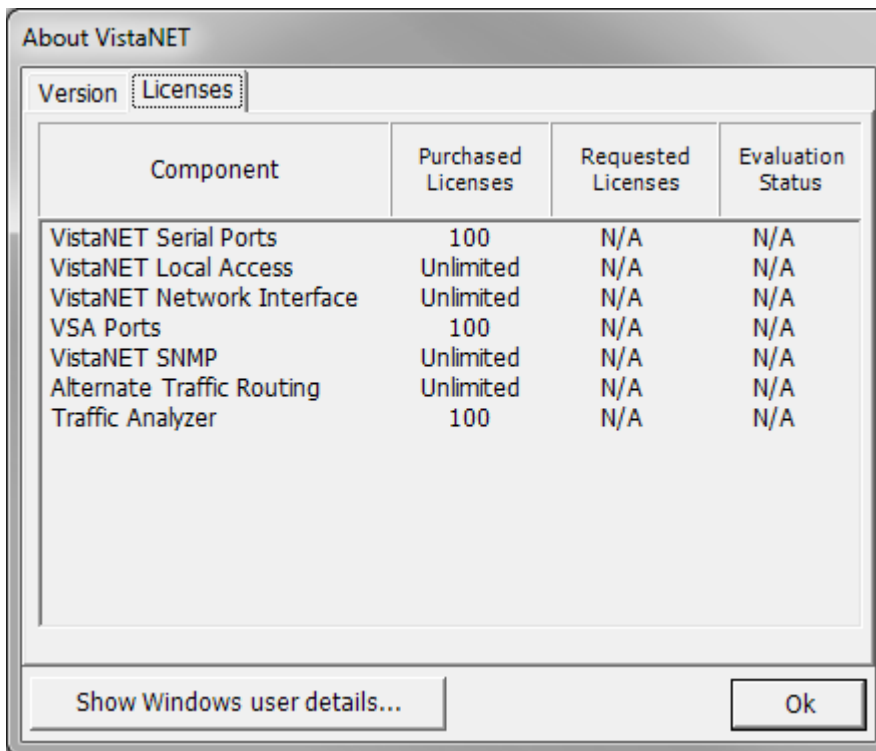 About VistaNET
Version Licenses
Component Purchased Licenses Requested Licenses Evaluation Status
VistaNET Serial Ports 100 N/A N/A
VistaNET Local Access Unlimited N/A N/A
VistaNET Network Interface Unlimited N/A N/A
VSA Ports 100 N/A N/A
VistaNET SNMP Unlimited N/A N/A
Alternate Traffic Routing Unlimited N/A N/A
Traffic Analyzer 100 N/A N/A
Show Windows user details... Ok